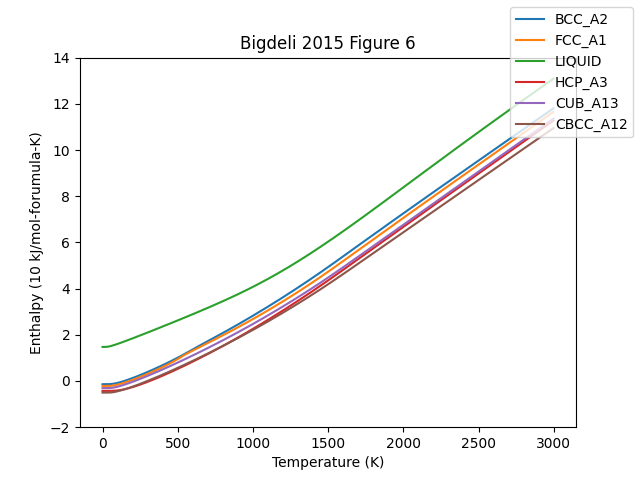 Bigdeli 2015 Figure 6
BCC_A2
FCC_A1
LIQUID
HCP_A3
CUB_A13
CBCC_A12
Enthalpy (10 kJ/mol-forumula-K)
14
12
10
8
6
4
2
0
−2
0 500 1000 1500 2000 2500 3000
Temperature (K)